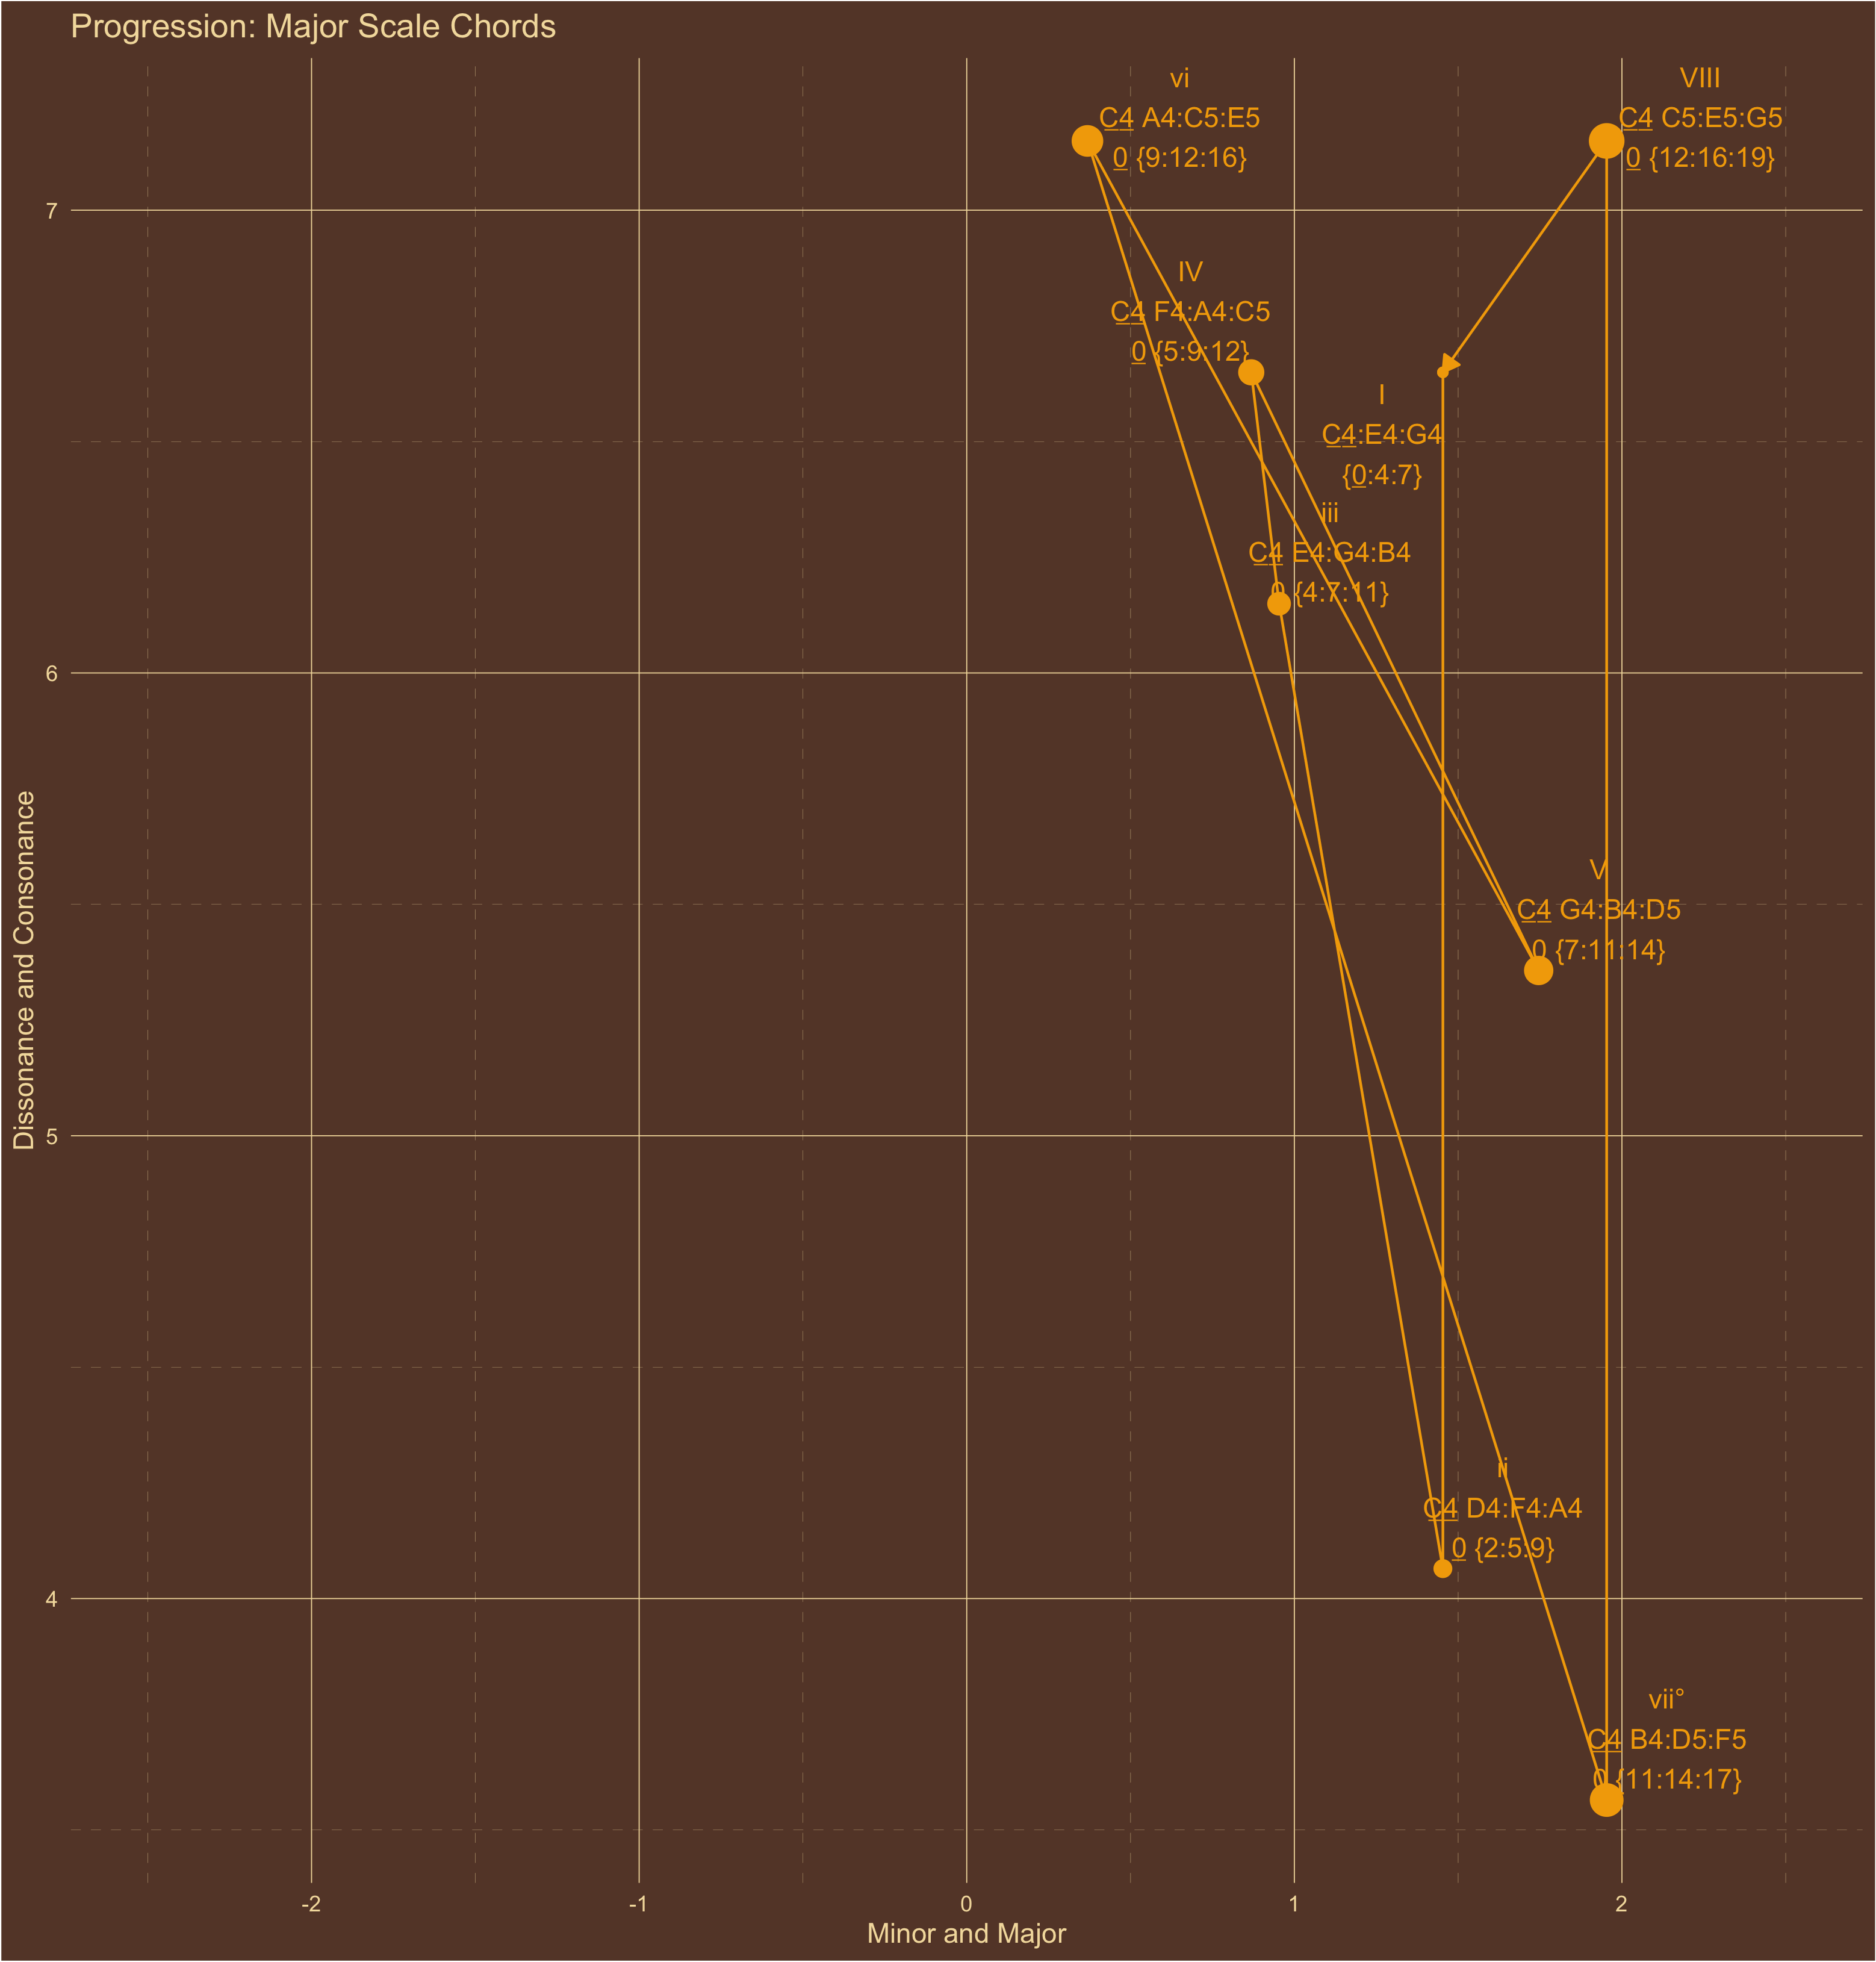 Progression: Major Scale Chords
vi
C4 A4:C5:E5
0 {9:12:16}
VIII
C4 C5:E5:G5
0 {12:16:19}
7
IV
C4 F4:A4:C5
0 {5:9:12}
I
C4:E4:G4
{0:4:7}
iii
C4 E4:G4:B4
0 {4:7:11}
6
V
C4 G4:B4:D5
0 {7:11:14}
Dissonance and Consonance
5
ii
C4 D4:F4:A4
0 {2:5:9}
4
vii°
C4 B4:D5:F5
0 {11:14:17}
-2
-1
0
1
2
Minor and Major